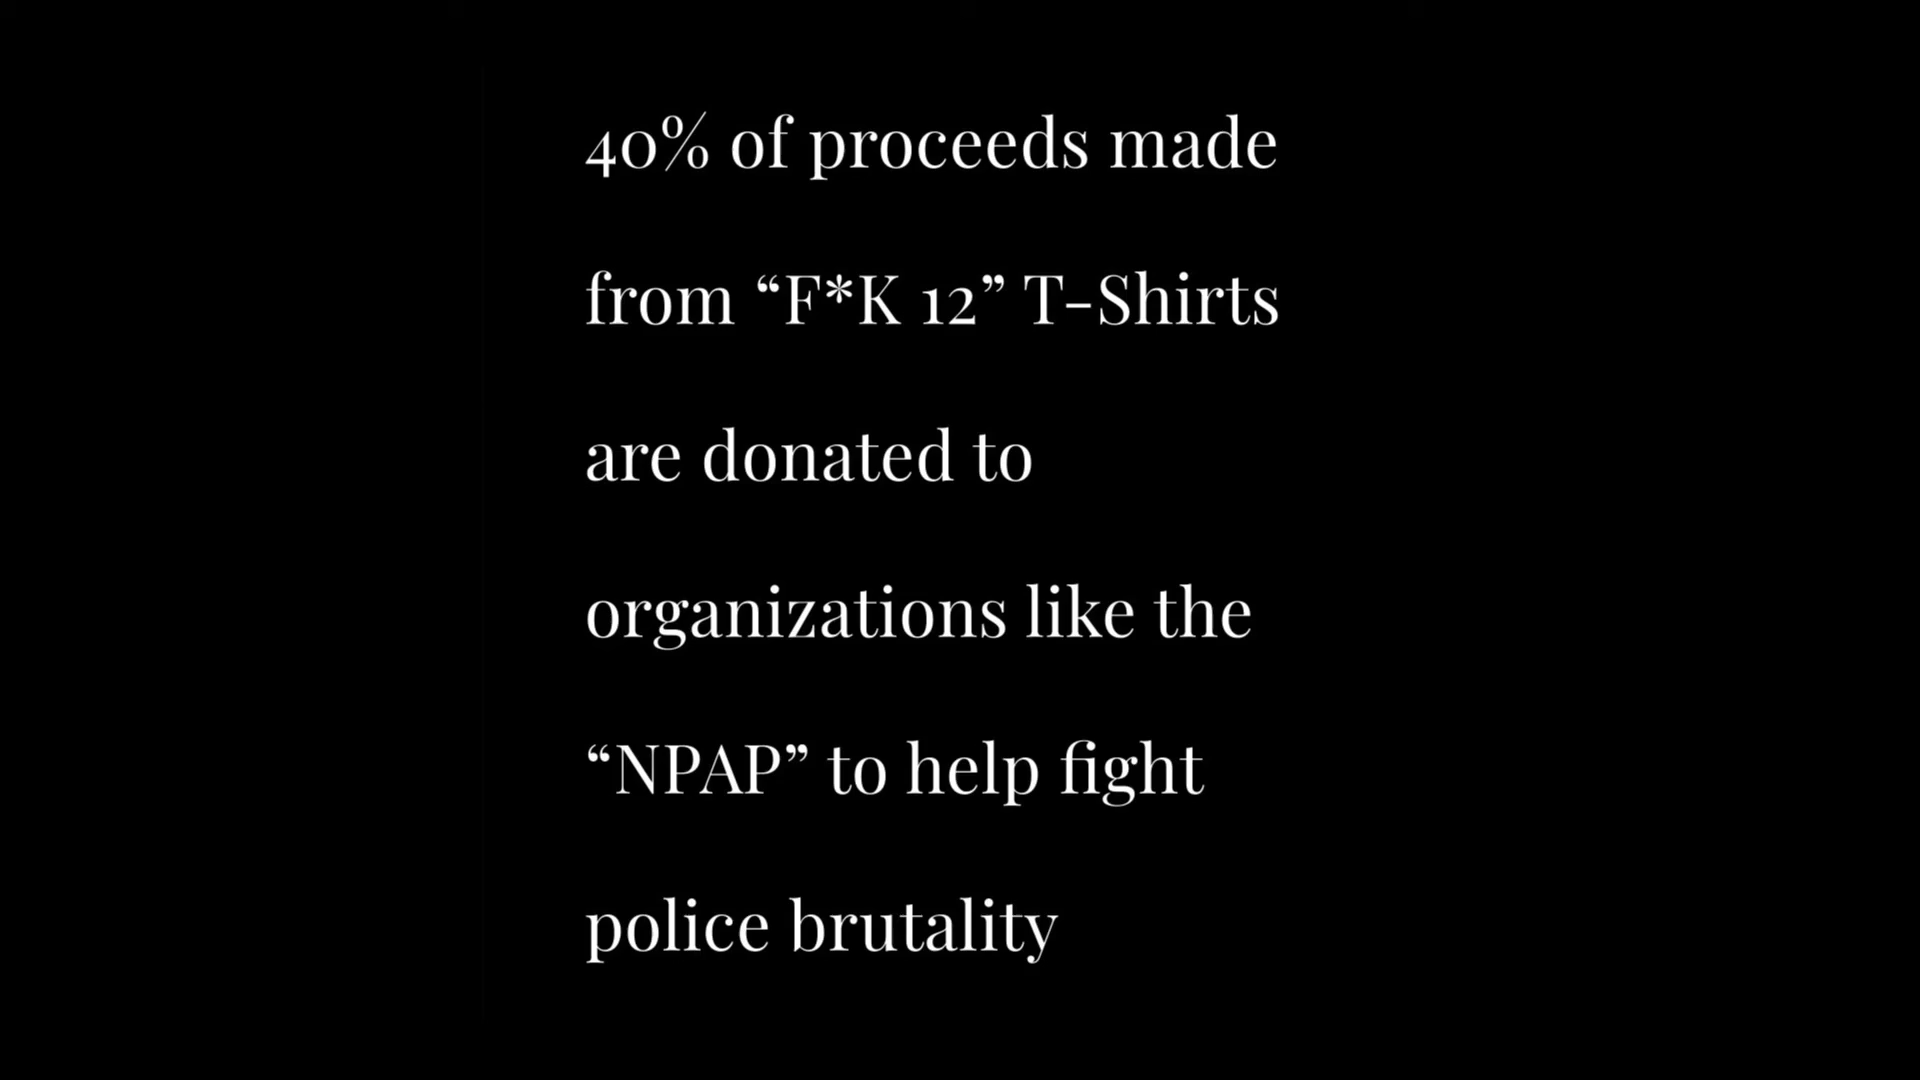 40% of proceeds made
from “F*K 12” T-Shirts
are donated to
organizations like the
“NPAP” to help fight
police brutality